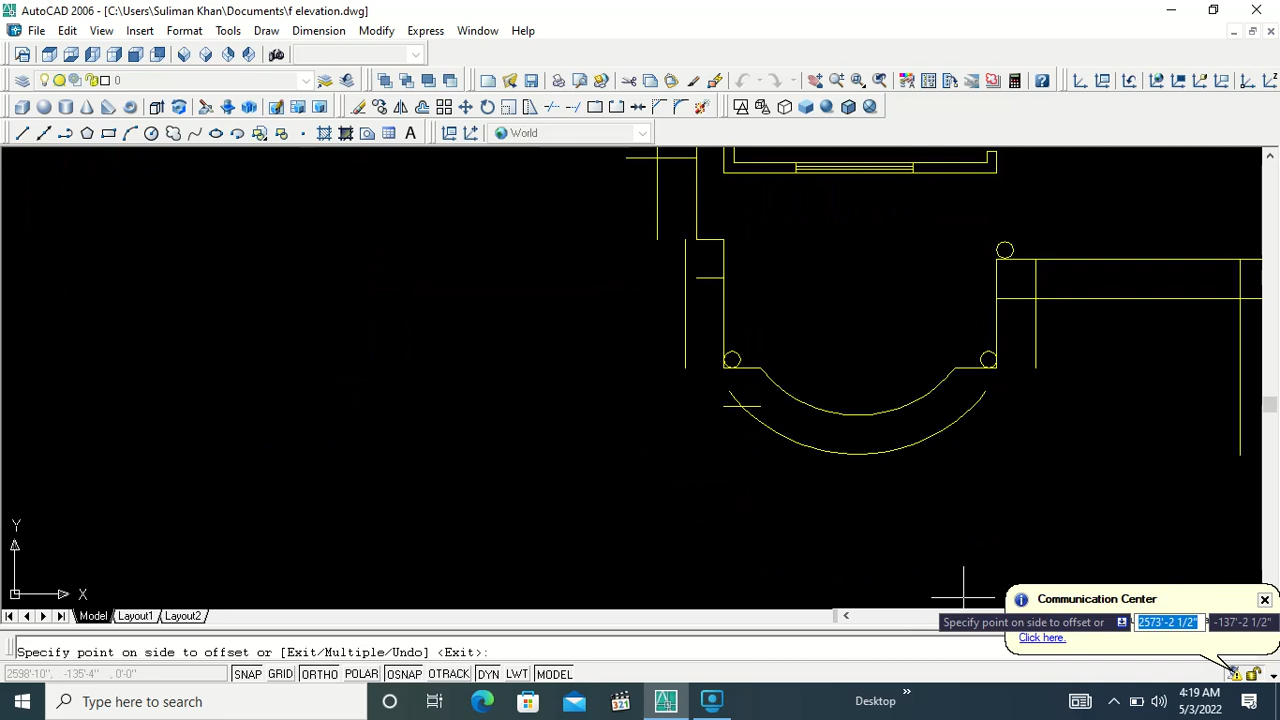 AutoCAD 2006 - [C:\Users\Suliman Khan\Documents\f elevation.dwg]
File Edit View Insert Format Tools Draw Dimension Modify Express Window Help
0
World
A
Y
X
Model Layout1 Layout2
Communication Center
Specify point on side to offset or 2573'-2 1/2" -137'-2 1/2"
Click here.
Specify point on side to offset or [Exit/Multiple/Undo] <Exit>:
2598'-10", -135'-4", 0'-0" SNAP GRID ORTHO POLAR OSNAP OTRACK DYN LWT MODEL
Type here to search
321
Desktop
4:19 AM
5/3/2022